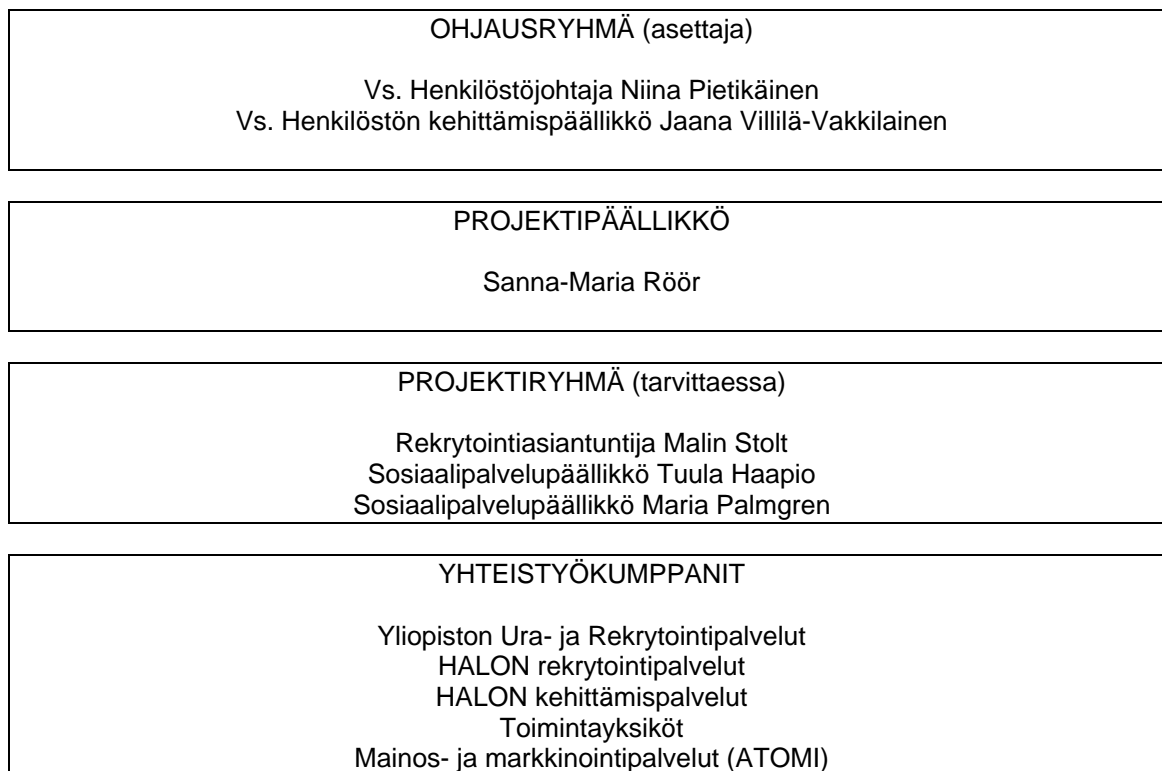 OHJAUSRYHMÄ (asettaja)
Vs. Henkilöstöjohtaja Niina Pietikäinen
Vs. Henkilöstön kehittämispäällikkö Jaana Villilä-Vakkilainen
PROJEKTIPÄÄLLIKKÖ
Sanna-Maria Röör
PROJEKTIRYHMÄ (tarvittaessa)
Rekrytointiasiantuntija Malin Stolt
Sosiaalipalvelupäällikkö Tuula Haapio
Sosiaalipalvelupäällikkö Maria Palmgren
YHTEISTYÖKUMPPANIT
Yliopiston Ura- ja Rekrytointipalvelut
HALON rekrytointipalvelut
HALON kehittämispalvelut
Toimintayksiköt
Mainos- ja markkinointipalvelut (ATOMI)